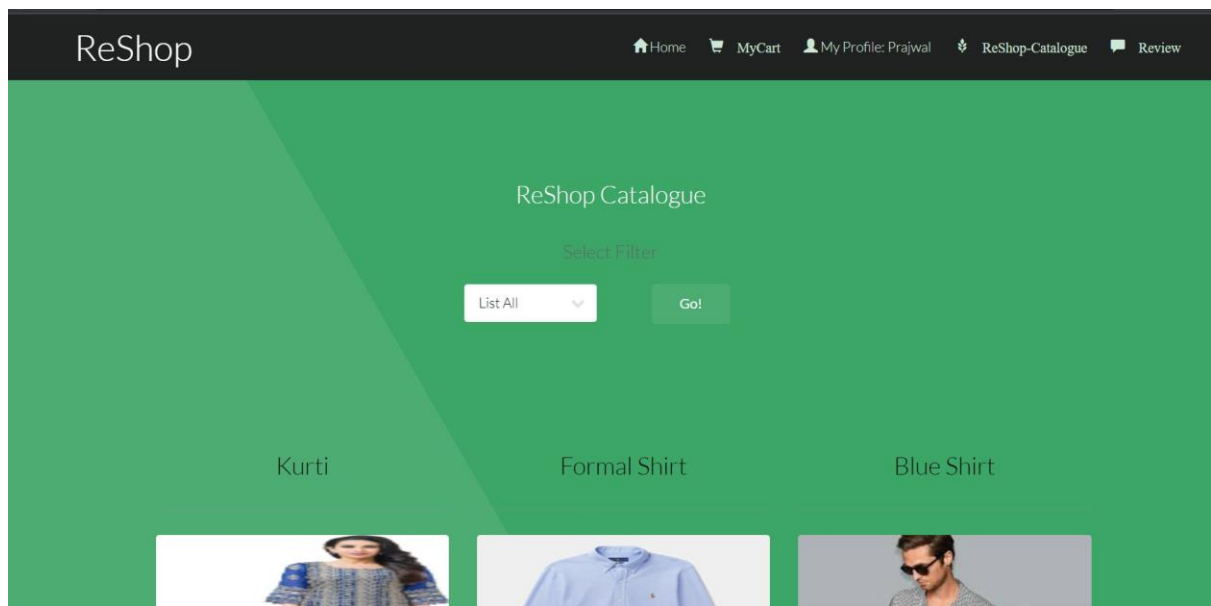 ReShop
Home MyCart My Profile: Prajwal ReShop-Catalogue Review
ReShop Catalogue
Select Filter
List All Go!
Kurti Formal Shirt Blue Shirt